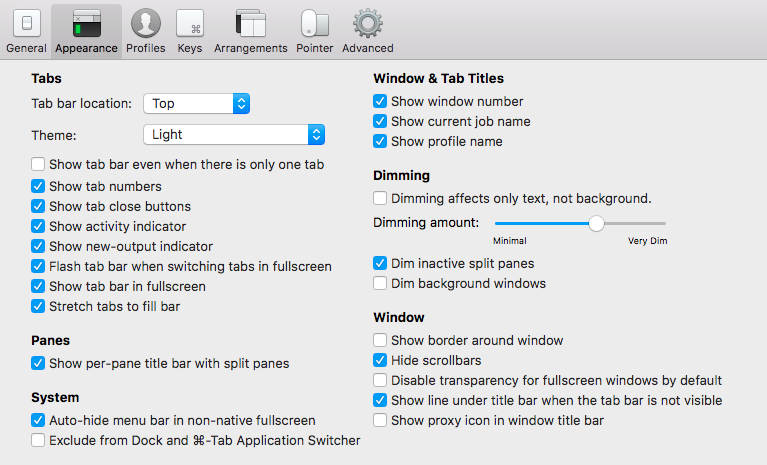 General Appearance Profiles Keys Arrangements Pointer Advanced
Tabs
Tab bar location: Top
Theme: Light
Show tab bar even when there is only one tab
Show tab numbers
Show tab close buttons
Show activity indicator
Show new-output indicator
Flash tab bar when switching tabs in fullscreen
Show tab bar in fullscreen
Stretch tabs to fill bar
Panes
Show per-pane title bar with split panes
System
Auto-hide menu bar in non-native fullscreen
Exclude from Dock and ⌘-Tab Application Switcher
Window & Tab Titles
Show window number
Show current job name
Show profile name
Dimming
Dimming affects only text, not background.
Dimming amount:
Minimal Very Dim
Dim inactive split panes
Dim background windows
Window
Show border around window
Hide scrollbars
Disable transparency for fullscreen windows by default
Show line under title bar when the tab bar is not visible
Show proxy icon in window title bar